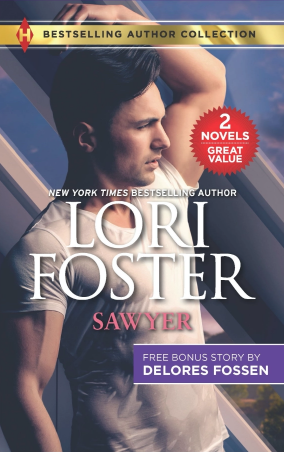 H
BESTSELLING AUTHOR COLLECTION
2
NOVELS
GREAT
VALUE
NEW YORK TIMES BESTSELLING AUTHOR
LORI
FOSTER
SAWYER
FREE BONUS STORY BY
DELORES FOSSEN